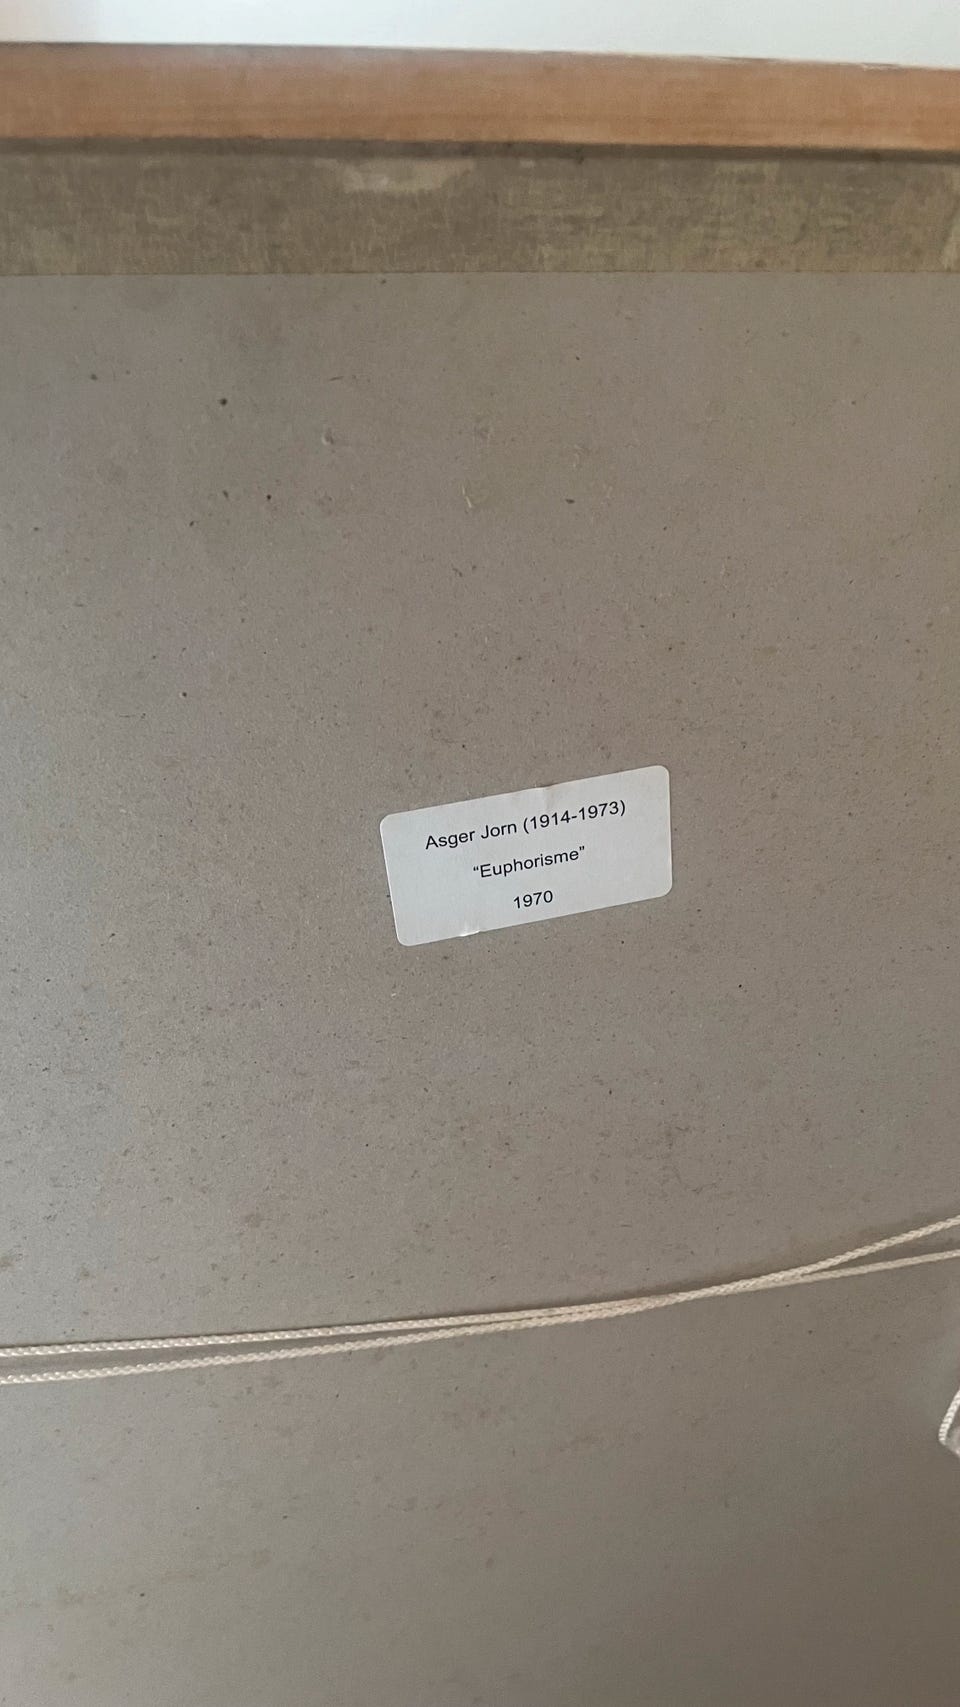 Asger Jorn (1914-1973)
“Euphorisme”
1970